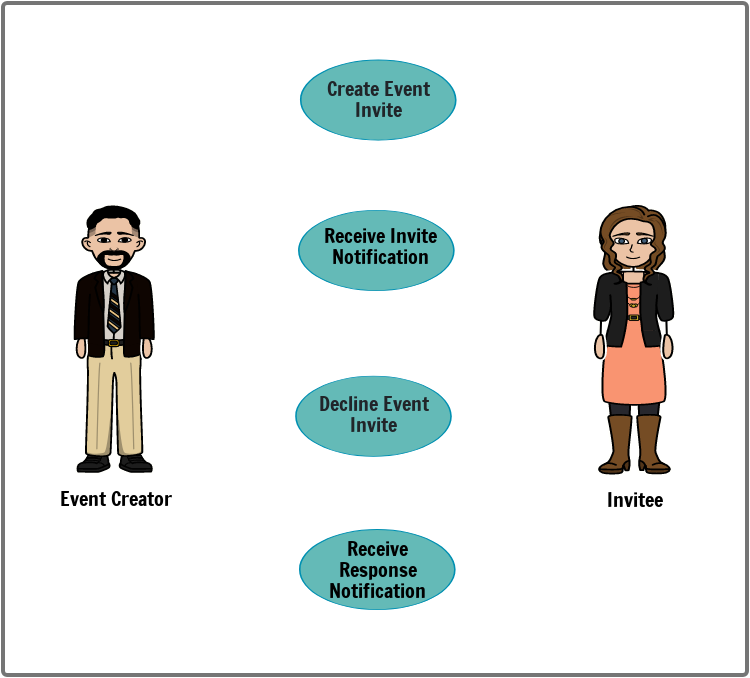 Create Event
Invite
Receive Invite
Notification
Decline Event
Invite
Event Creator
Invitee
Receive
Response
Notification